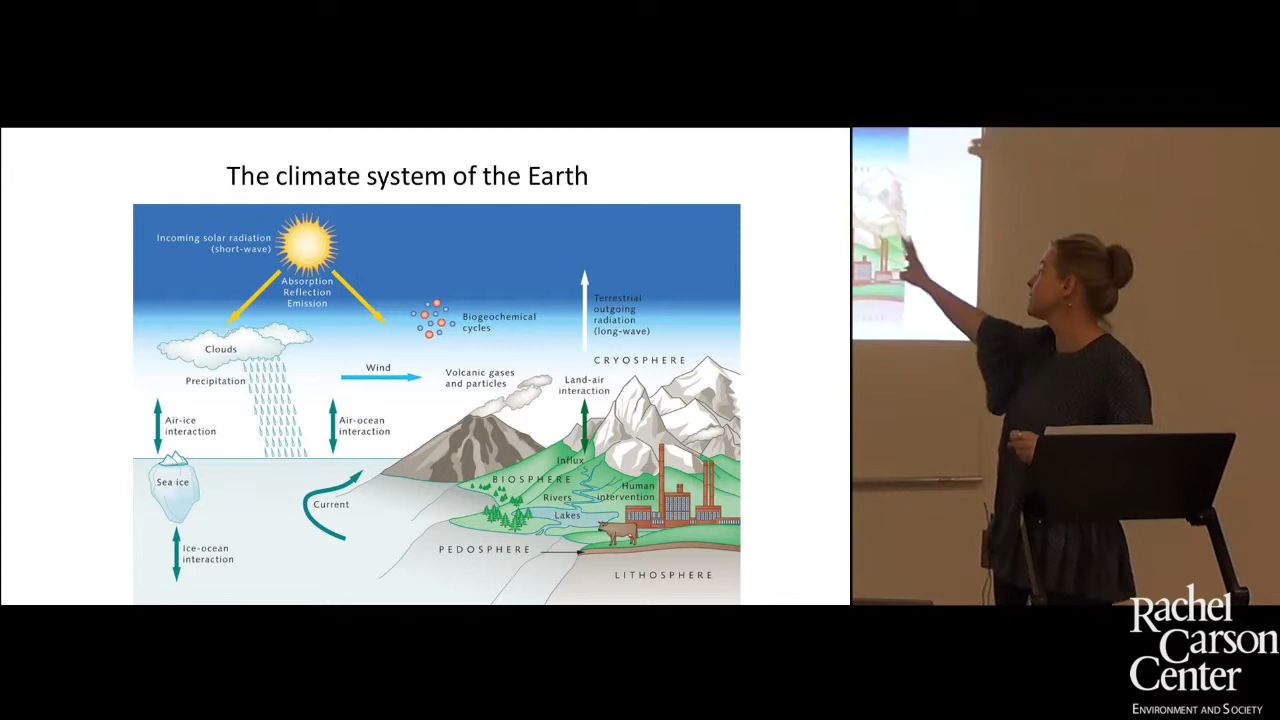 The climate system of the Earth
Incoming solar radiation
(short-wave)
Absorption
Reflection
Emission
Biogeochemical
cycles
Terrestrial
outgoing
radiation
(long-wave)
Clouds
Precipitation
Wind
Volcanic gases
and particles
CRYOSPHERE
Land-air
interaction
Air-ice
interaction
Air-ocean
interaction
Influx
BIOSPHERE
Sea ice
Current
Rivers
Lakes
Human
intervention
Ice-ocean
interaction
PEDOSPHERE
LITHOSPHERE
Rachel
Carson
Center
ENVIRONMENT AND SOCIETY